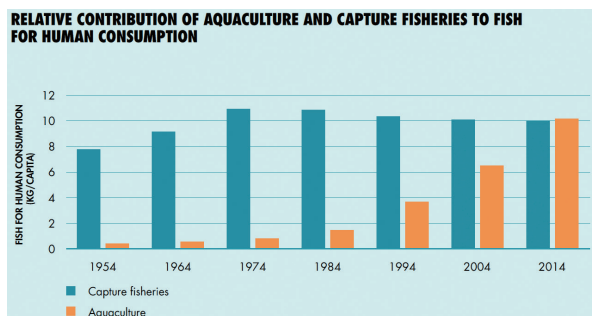 RELATIVE CONTRIBUTION OF AQUACULTURE AND CAPTURE FISHERIES TO FISH
FOR HUMAN CONSUMPTION
FISH FOR HUMAN CONSUMPTION
(KG/CAPITA)
12
10
8
6
4
2
0
1954 1964 1974 1984 1994 2004 2014
Capture fisheries
Aquaculture